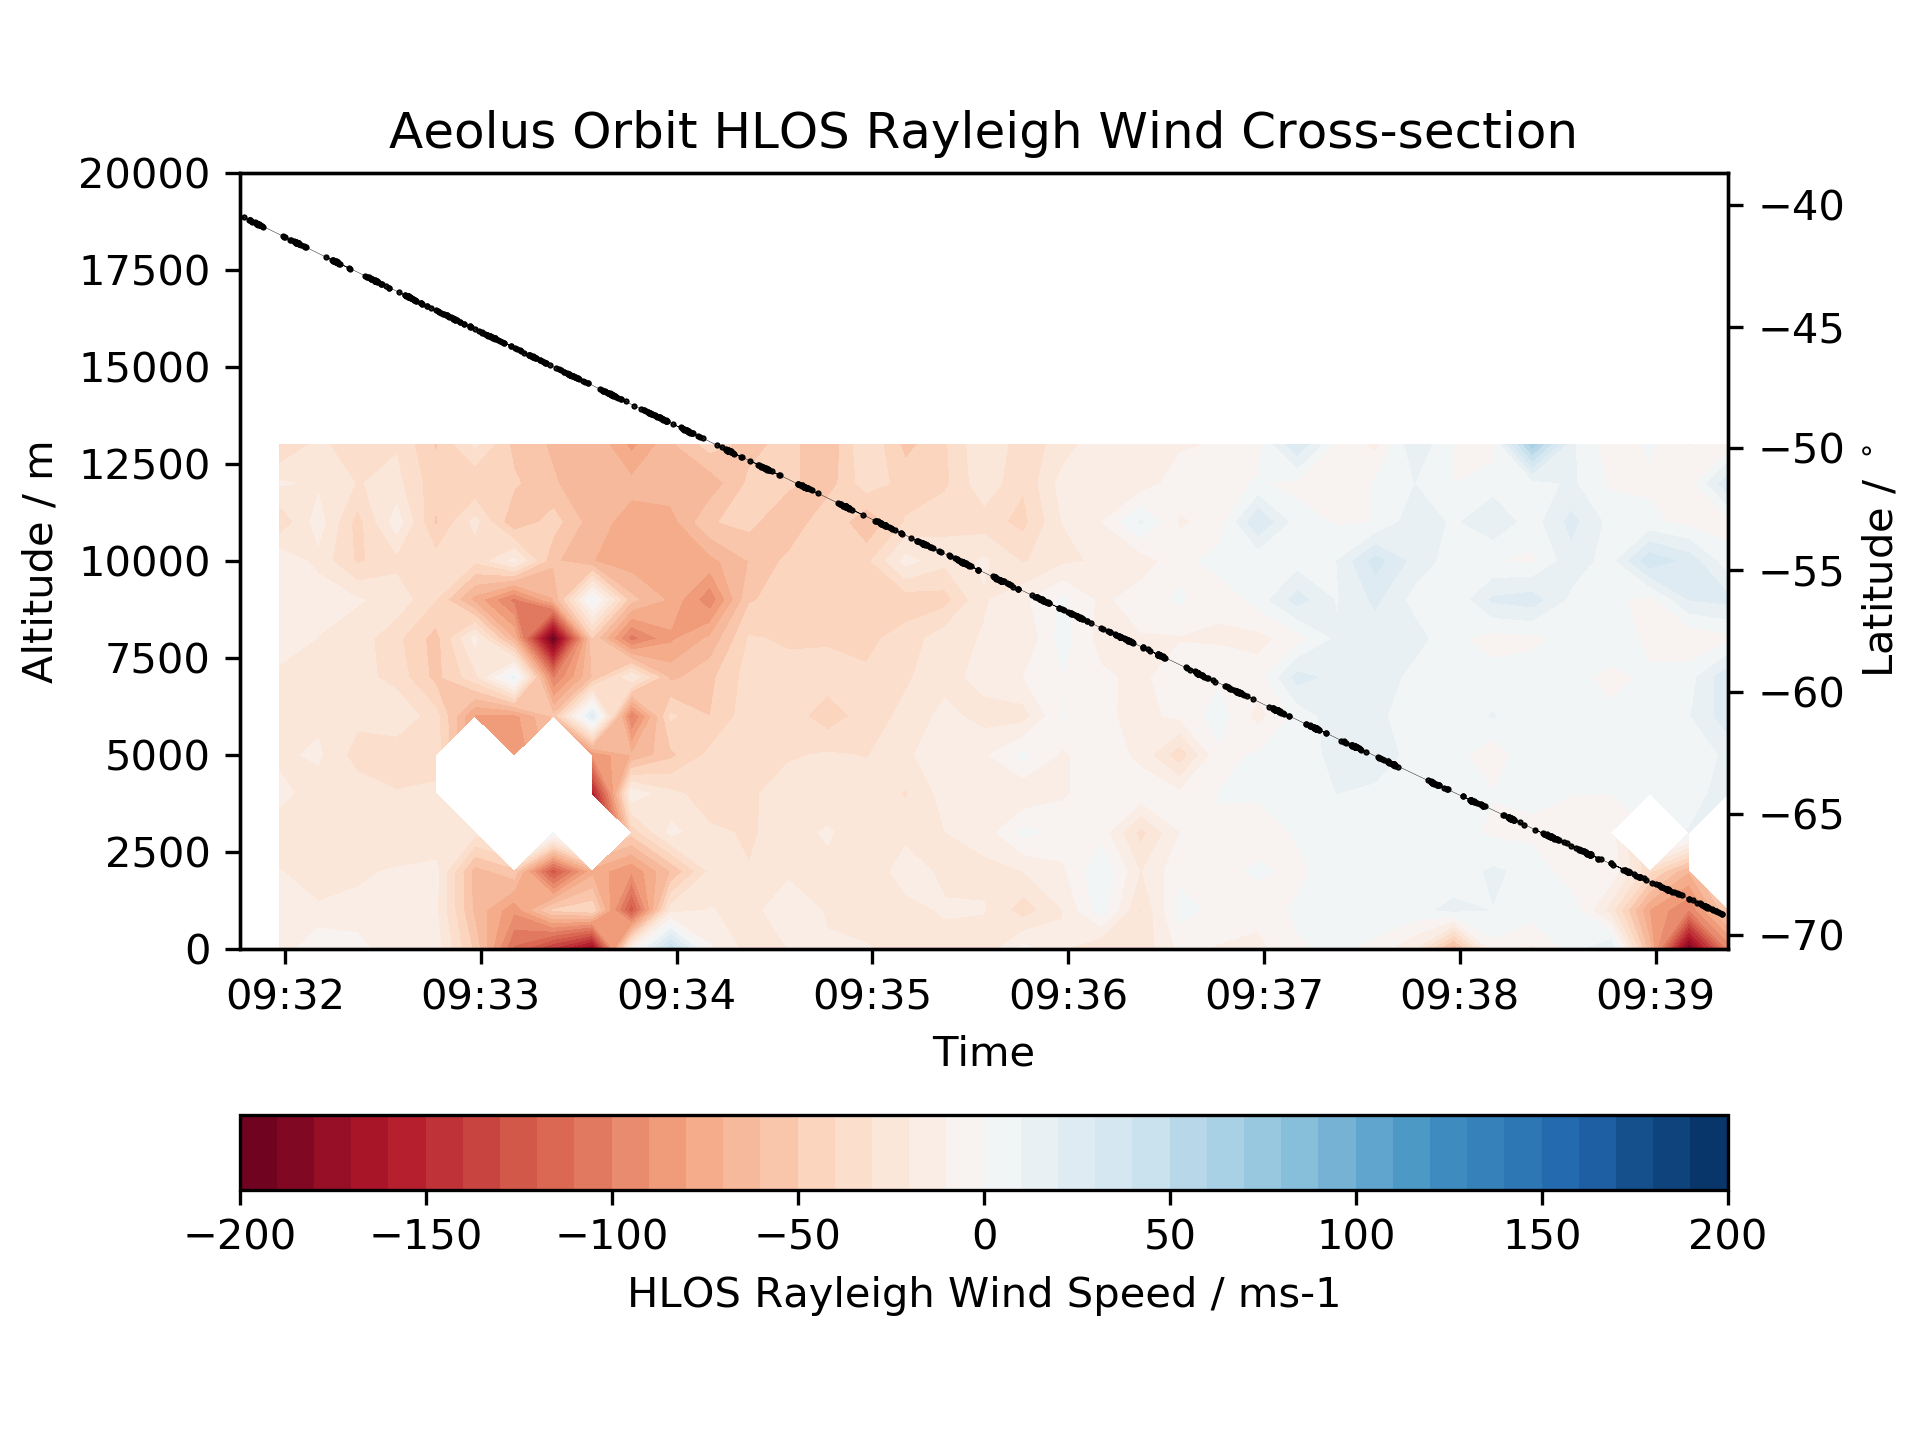 Aeolus Orbit HLOS Rayleigh Wind Cross-section
20000
17500
15000
12500
10000
7500
5000
2500
0
Altitude / m
−40
−45
−50
−55
−60
−65
−70
Latitude / °
09:32 09:33 09:34 09:35 09:36 09:37 09:38 09:39
Time
−200 −150 −100 −50 0 50 100 150 200
HLOS Rayleigh Wind Speed / ms-1